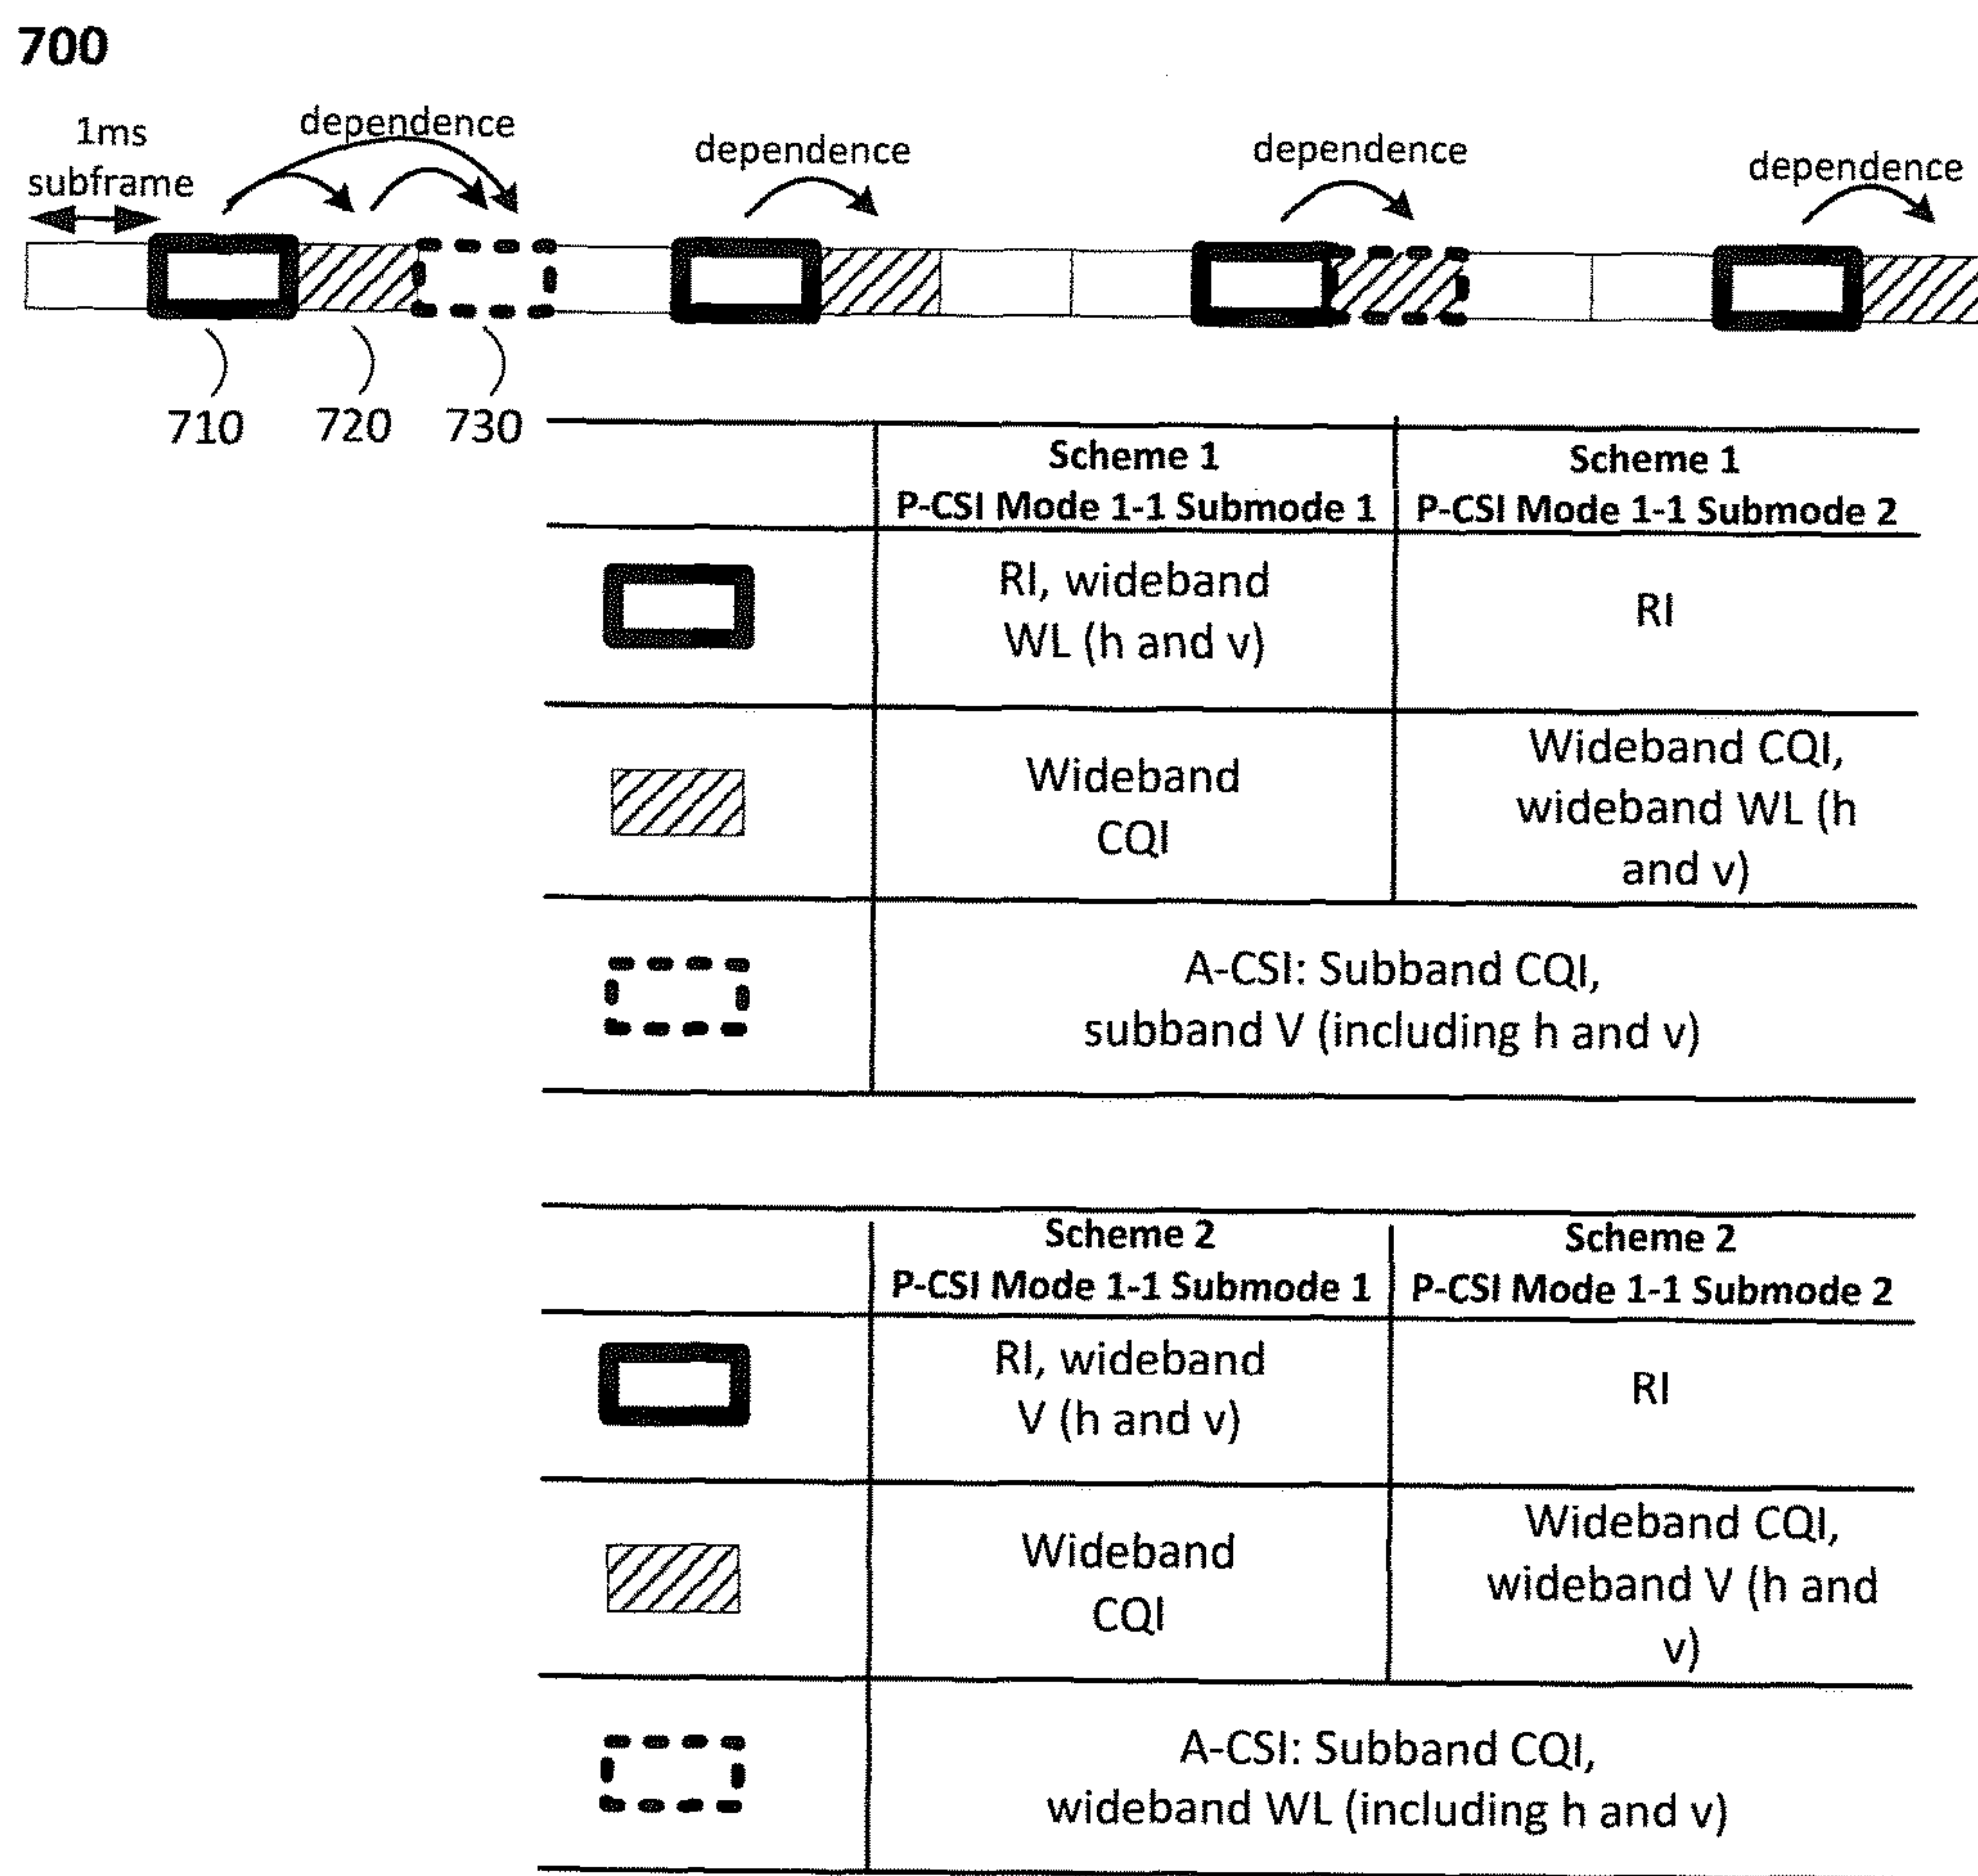 700
1ms
subframe
dependence
dependence
dependence
dependence
710
720
730
Scheme 1
P-CSI Mode 1-1 Submode 1
Scheme 1
P-CSI Mode 1-1 Submode 2
RI, wideband
WL (h and v)
RI
Wideband
CQI
Wideband CQI,
wideband WL (h
and v)
A-CSI: Subband CQI,
subband V (including h and v)
Scheme 2
P-CSI Mode 1-1 Submode 1
Scheme 2
P-CSI Mode 1-1 Submode 2
RI, wideband
V (h and v)
RI
Wideband
CQI
Wideband CQI,
wideband V (h and
v)
A-CSI: Subband CQI,
wideband WL (including h and v)